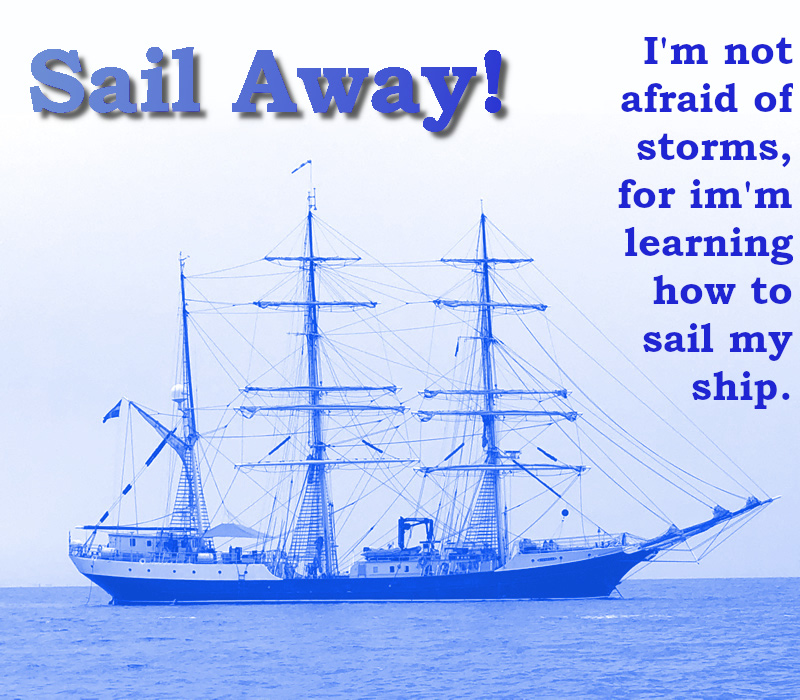 Sail Away!
I'm not
afraid of
storms,
for im'm
learning
how to
sail my
ship.